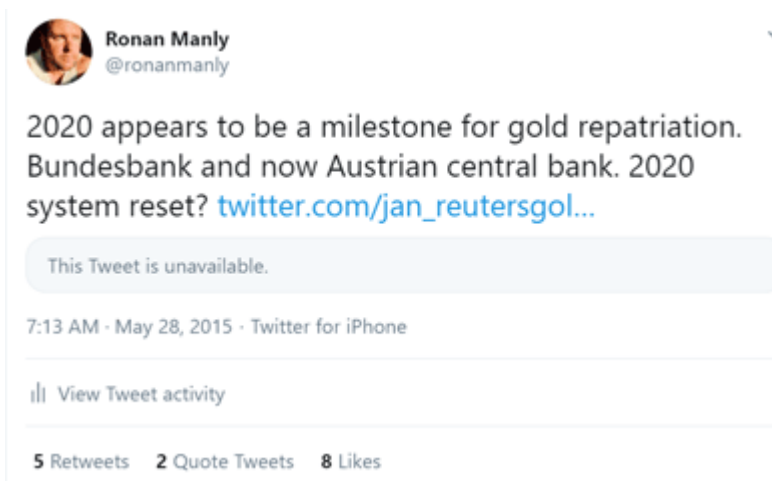 Ronan Manly
@ronanmanly
2020 appears to be a milestone for gold repatriation.
Bundesbank and now Austrian central bank. 2020
system reset? twitter.com/jan_reutersgol...
This Tweet is unavailable.
7:13 AM · May 28, 2015 · Twitter for iPhone
View Tweet activity
5 Retweets 2 Quote Tweets 8 Likes